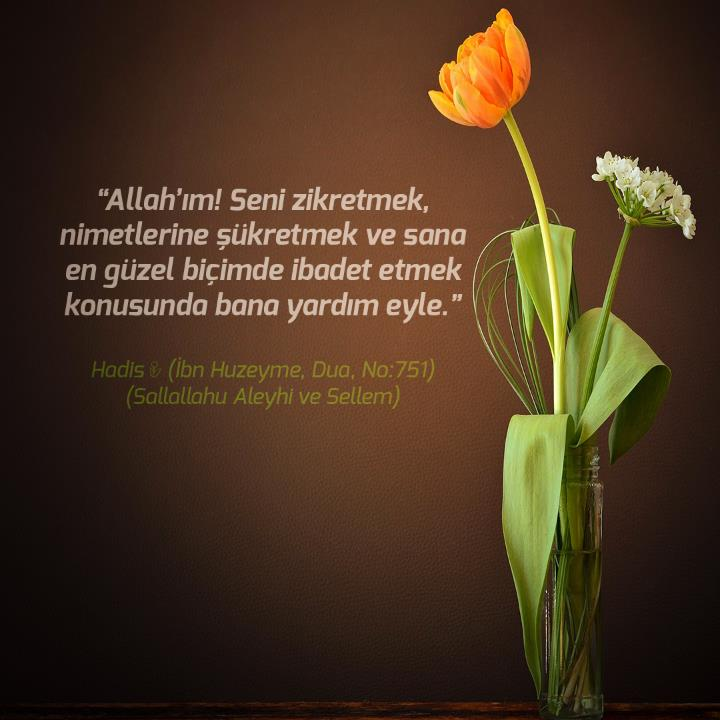 “Allah’ım! Seni zikretmek,
nimetlerine şükretmek ve sana
en güzel biçimde ibadet etmek
konusunda bana yardım eyle.”
Hadis ﷺ (İbn Huzeyme, Dua, No:751)
(Sallallahu Aleyhi ve Sellem)